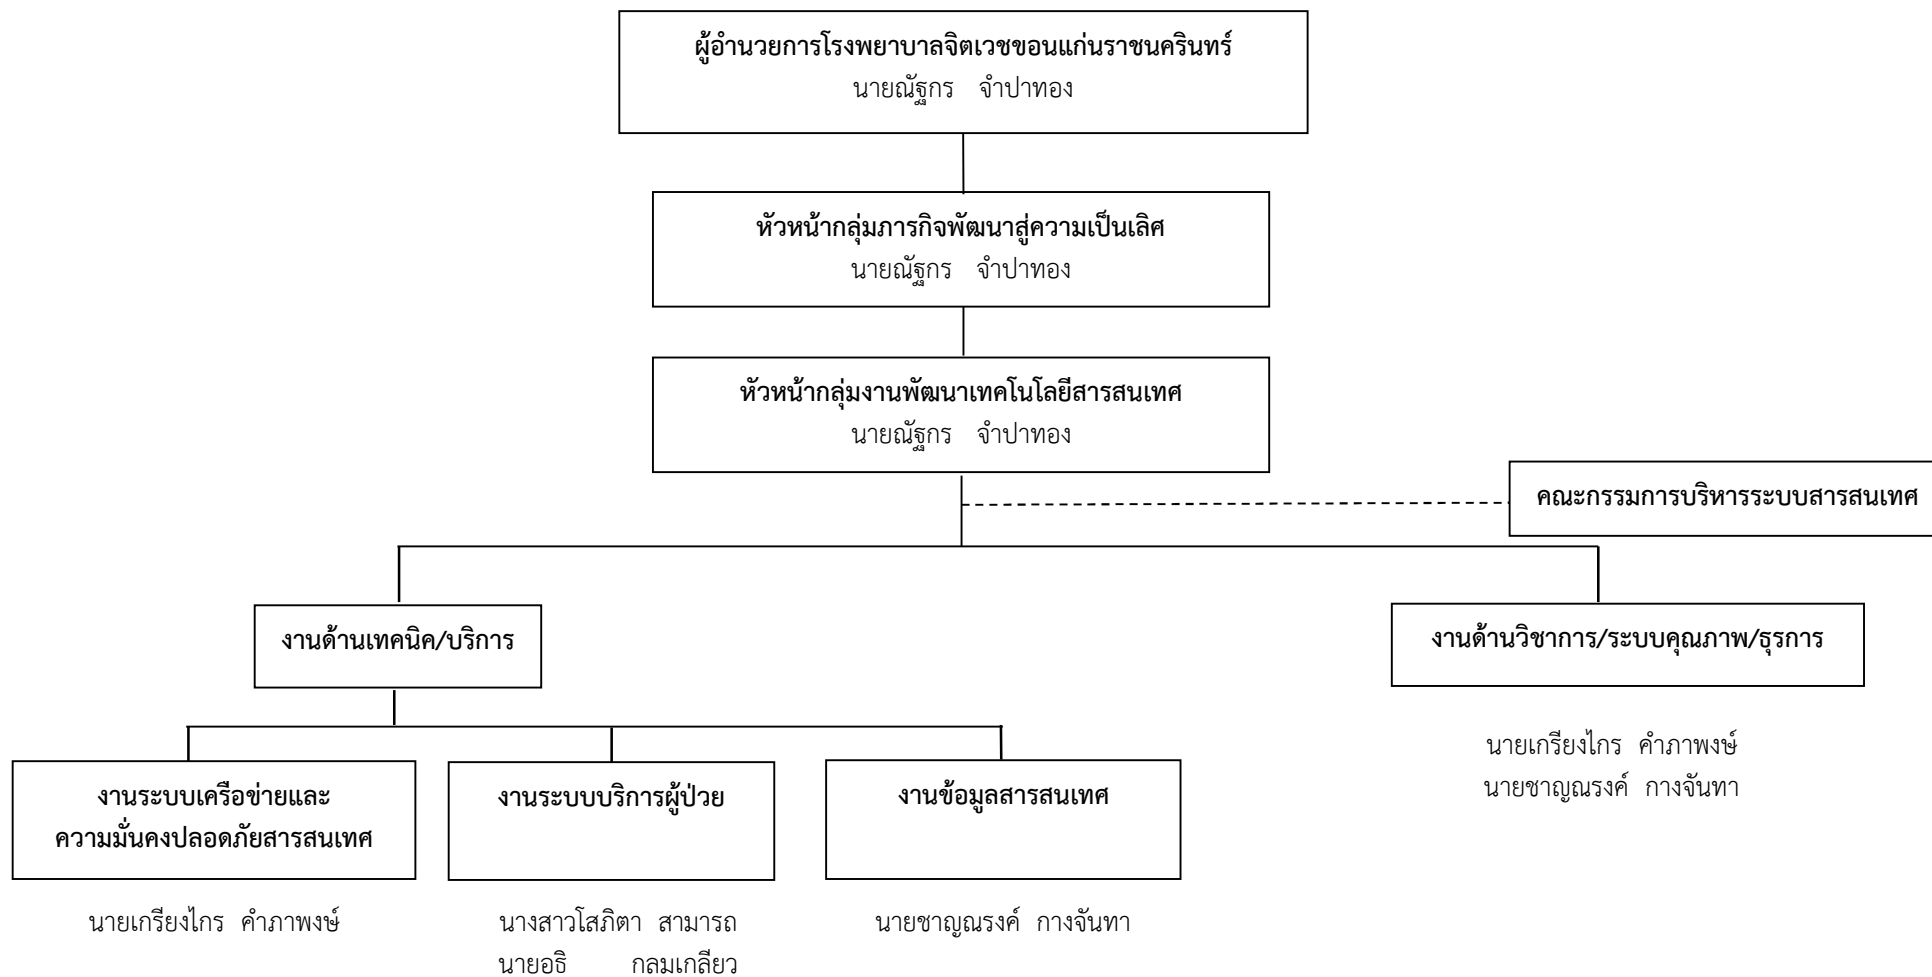 ผู้อำนวยการโรงพยาบาลจิตเวชขอนแก่นราชนครินทร์
นายณัฐกร จำปาทอง
หัวหน้ากลุ่มภารกิจพัฒนาสู่ความเป็นเลิศ
นายณัฐกร จำปาทอง
หัวหน้ากลุ่มงานพัฒนาเทคโนโลยีสารสนเทศ
นายณัฐกร จำปาทอง
คณะกรรมการบริหารระบบสารสนเทศ
งานด้านเทคนิค/บริการ
งานด้านวิชาการ/ระบบคุณภาพ/ธุรการ
นายเกรียงไกร คำภาพงษ์
นายชาญณรงค์ กางจันทา
งานระบบเครือข่ายและ
ความมั่นคงปลอดภัยสารสนเทศ
นายเกรียงไกร คำภาพงษ์
งานระบบบริการผู้ป่วย
นางสาวโสภิตา สามารถ
นายอธิ กลมเกลียว
งานข้อมูลสารสนเทศ
นายชาญณรงค์ กางจันทา